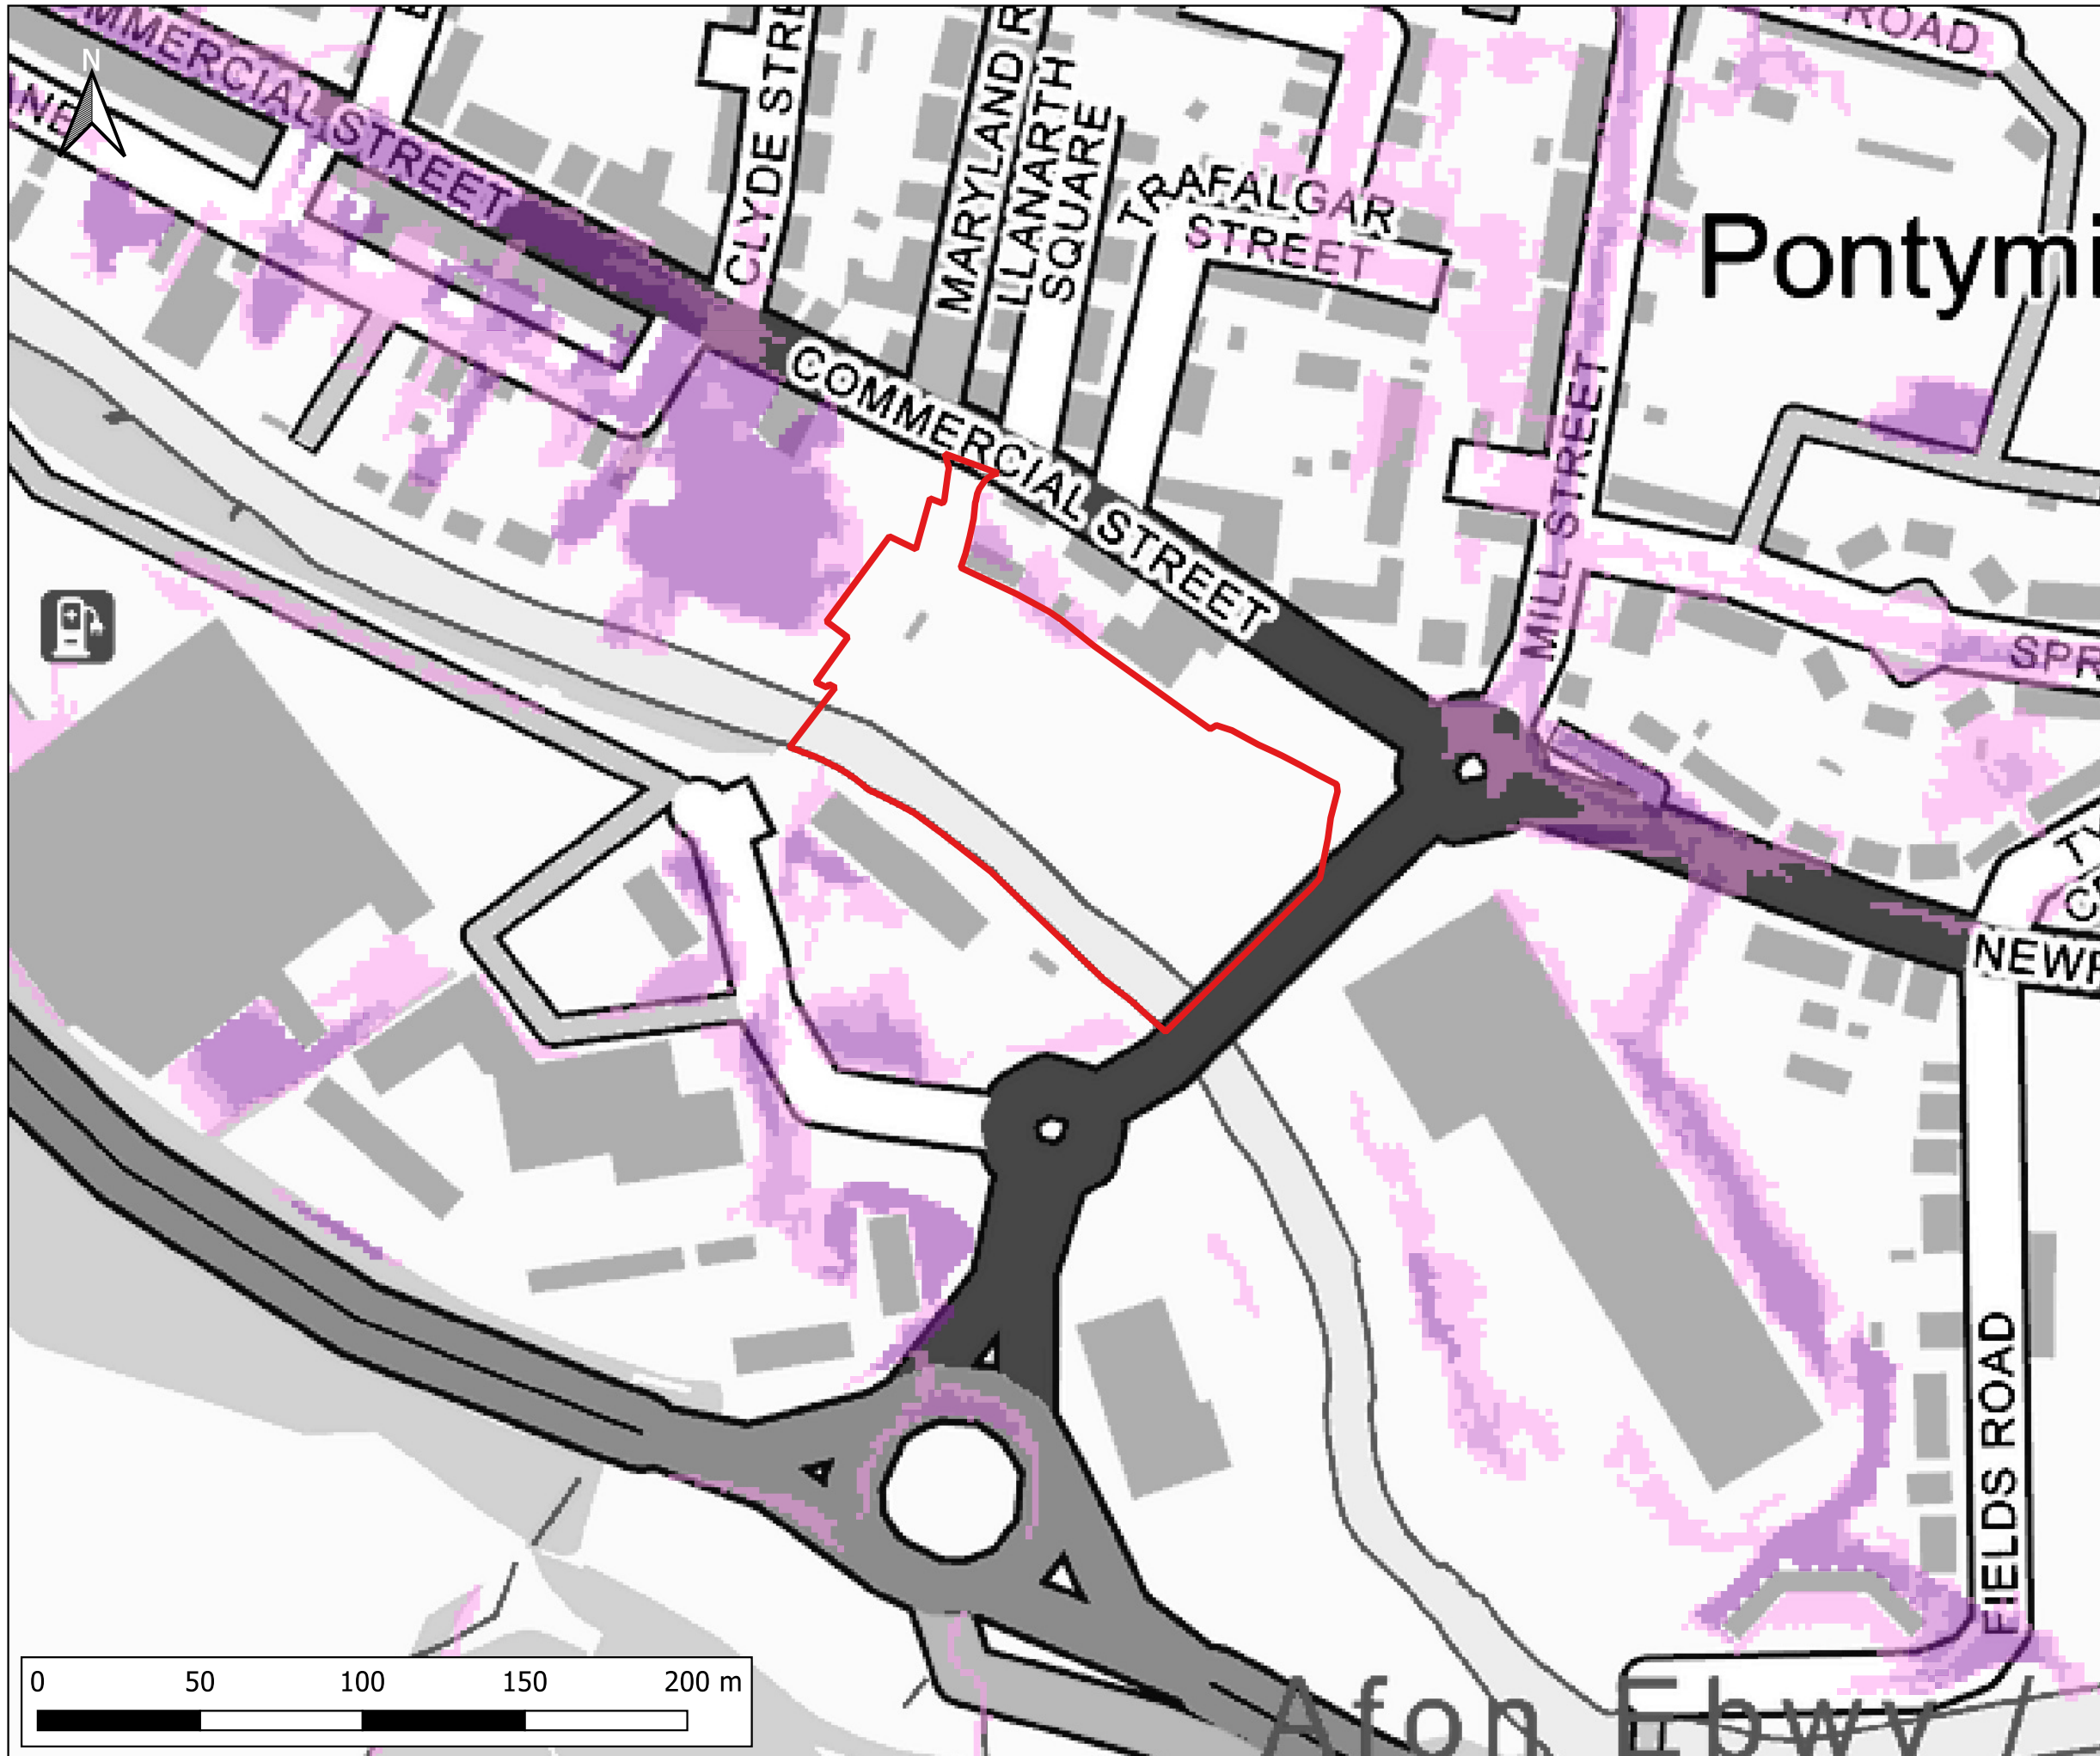 N
COMMERCIAL STREET
CLYDE STRE
MARYLAND R
LLANARTH
SQUARE
TRAFALGAR
STREET
ROAD
Pontymi
COMMERCIAL STREET
MILL STREET
SPR
NEWP
FIELDS ROAD
0 50 100 150 200 m
Afon Ebwy /